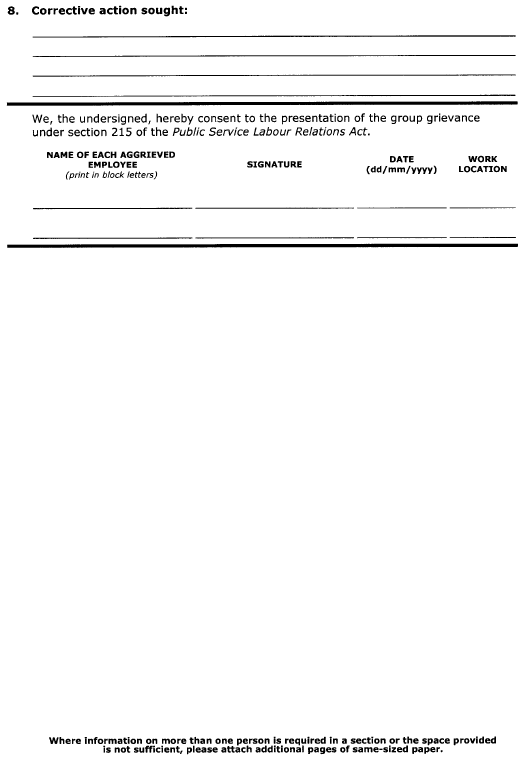 8. Corrective action sought:
We, the undersigned, hereby consent to the presentation of the group grievance
under section 215 of the Public Service Labour Relations Act.
NAME OF EACH AGGRIEVED
EMPLOYEE
(print in block letters)
SIGNATURE
DATE
(dd/mm/yyyy)
WORK
LOCATION
Where information on more than one person is required in a section or the space provided
is not sufficient, please attach additional pages of same-sized paper.